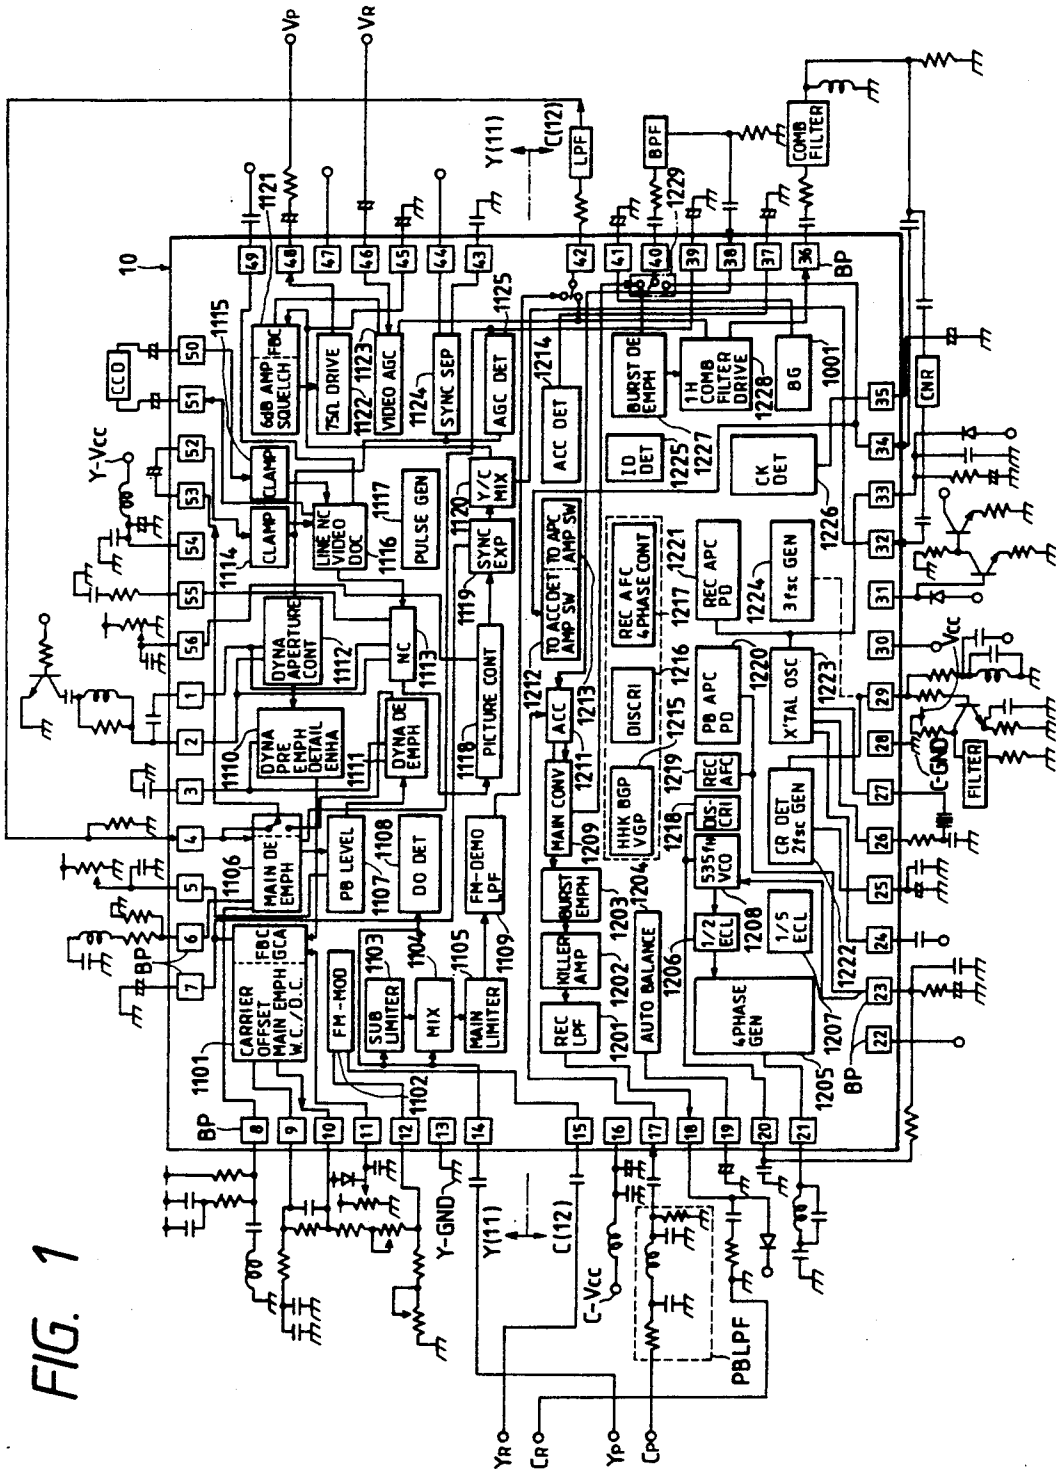 FIG. 1
10
VP
VR
Y-Vcc
CCD
BP
1
2
3
4
5
6
7
8
9
10
11
12
13
14
15
16
17
18
19
20
21
22
23
24
25
26
27
28
29
30
31
32
33
34
35
36
37
38
39
40
41
42
43
44
45
46
47
48
49
50
51
52
53
54
55
56
1101
CARRIER
OFFSET
MAIN EMPH
W.C./D.C.
FBC
GCA
1102
FM-MOD
1103
SUB
LIMITER
1104
MIX
1105
MAIN
LIMITER
1106
MAIN DE
EMPH
1107
PB LEVEL
1108
DO DET
1109
FM-DEMO
LPF
1110
DYNA
PRE
EMPH
DETAIL
ENHA
1111
DYNA DE
EMPH
1112
DYNA
APERTURE
CONT
1113
NC
1114
CLAMP
1115
CLAMP
1116
LINE NC
VIDEO
DOC
1117
PULSE GEN
1118
PICTURE CONT
1119
SYNC
EXP
1120
Y/C
MIX
1121
6dB AMP
SQUELCH
FBC
1122
75Ω DRIVE
1123
VIDEO AGC
1124
SYNC SEP
1125
AGC DET
Y(11)
C(12)
Y(11)
C(12)
Y-GND
C-Vcc
PBLPF
YR
CR
YP
CP
LPF
BPF
COMB
FILTER
CNR
BP
1201
REC
LPF
1202
KILLER
AMP
1203
BURST EMPH
1204
AUTO BALANCE
1205
4PHASE
GEN
1206
1/2
ECL
1207
1/5
ECL
1208
535fH
VCO
1209
MAIN CONV
1211
ACC
1212
TO ACC DET
AMP SW
1213
TO APC
AMP SW
1214
ACC DET
1215
HHK BGP
VGP
1216
DISCRI
1217
REC AFC
4PHASE CONT
1218
DIS-
CRI
1219
REC
AFC
1220
PB APC
PD
1221
REC APC
PD
1222
CR DET
2fsc GEN
1223
X'TAL OSC
1224
3fsc GEN
1225
ID
DET
1226
CK
DET
1227
BURST DE
EMPH
1228
1H
COMB
FILTER
DRIVE
1229
1001
BG
BP
C-GND
Vcc
FILTER